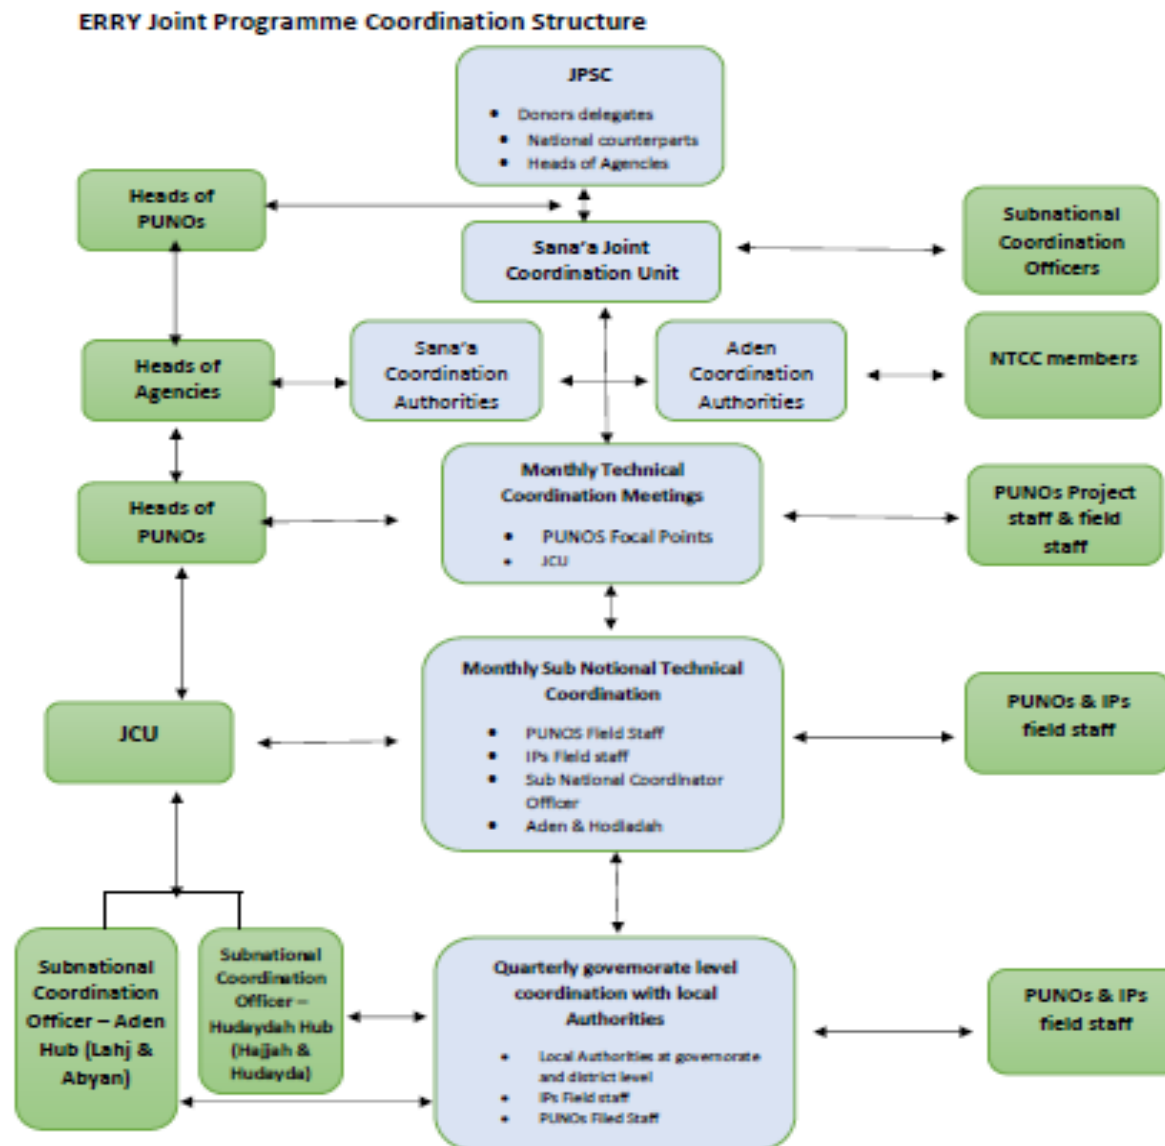 ERRY Joint Programme Coordination Structure
JPSC
• Donors delegates
• National counterparts
• Heads of Agencies
Heads of
PUNOs
Sana'a Joint
Coordination Unit
Subnational
Coordination
Officers
Heads of
Agencies
Sana'a
Coordination
Authorities
Aden
Coordination
Authorities
NTCC members
Heads of
PUNOs
Monthly Technical
Coordination Meetings
• PUNOS Focal Points
• JCU
PUNOs Project
staff & field
staff
JCU
Monthly Sub Notional Technical
Coordination
• PUNOS Field Staff
• IPs Field staff
• Sub National Coordinator
Officer
• Aden & Hodiadah
PUNOs & IPs
field staff
Subnational
Coordination
Officer – Aden
Hub (Lahj &
Abyan)
Subnational
Coordination
Officer –
Hudaydah Hub
(Hajjah &
Hudayda)
Quarterly governorate level
coordination with local
Authorities
• Local Authorities at governorate
and district level
• IPs Field staff
• PUNOs Filed Staff
PUNOs & IPs
field staff